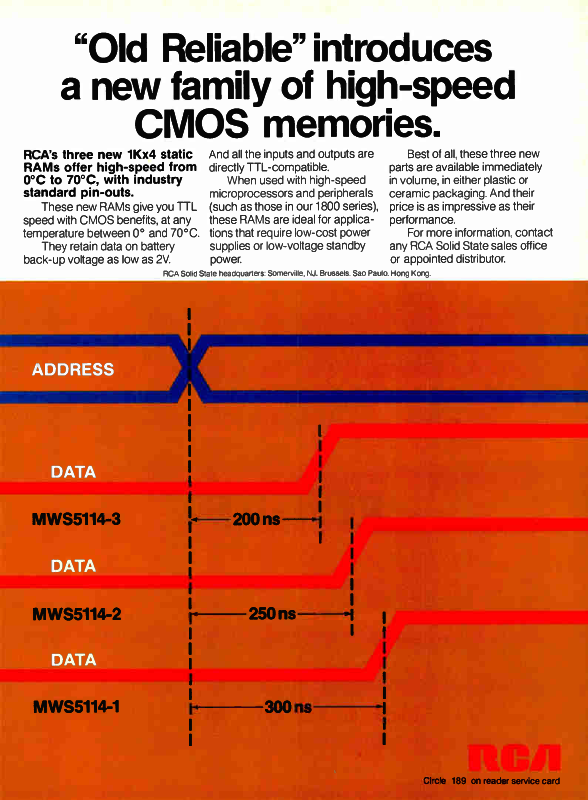 “Old Reliable” introduces
a new family of high-speed
CMOS memories.
RCA's three new 1Kx4 static
RAMs offer high-speed from
0°C to 70°C, with industry
standard pin-outs.
These new RAMs give you TTL
speed with CMOS benefits, at any
temperature between 0° and 70°C.
They retain data on battery
back-up voltage as low as 2V.
And all the inputs and outputs are
directly TTL-compatible.
When used with high-speed
microprocessors and peripherals
(such as those in our 1800 series),
these RAMs are ideal for applica-
tions that require low-cost power
supplies or low-voltage standby
power.
Best of all, these three new
parts are available immediately
in volume, in either plastic or
ceramic packaging. And their
price is as impressive as their
performance.
For more information, contact
any RCA Solid State sales office
or appointed distributor.
RCA Solid State headquarters: Somerville, N.J. Brussels. Sao Paulo. Hong Kong.
ADDRESS
DATA
MWS5114-3
200 ns
DATA
MWS5114-2
250 ns
DATA
MWS5114-1
300 ns
RCA
Circle 189 on reader service card